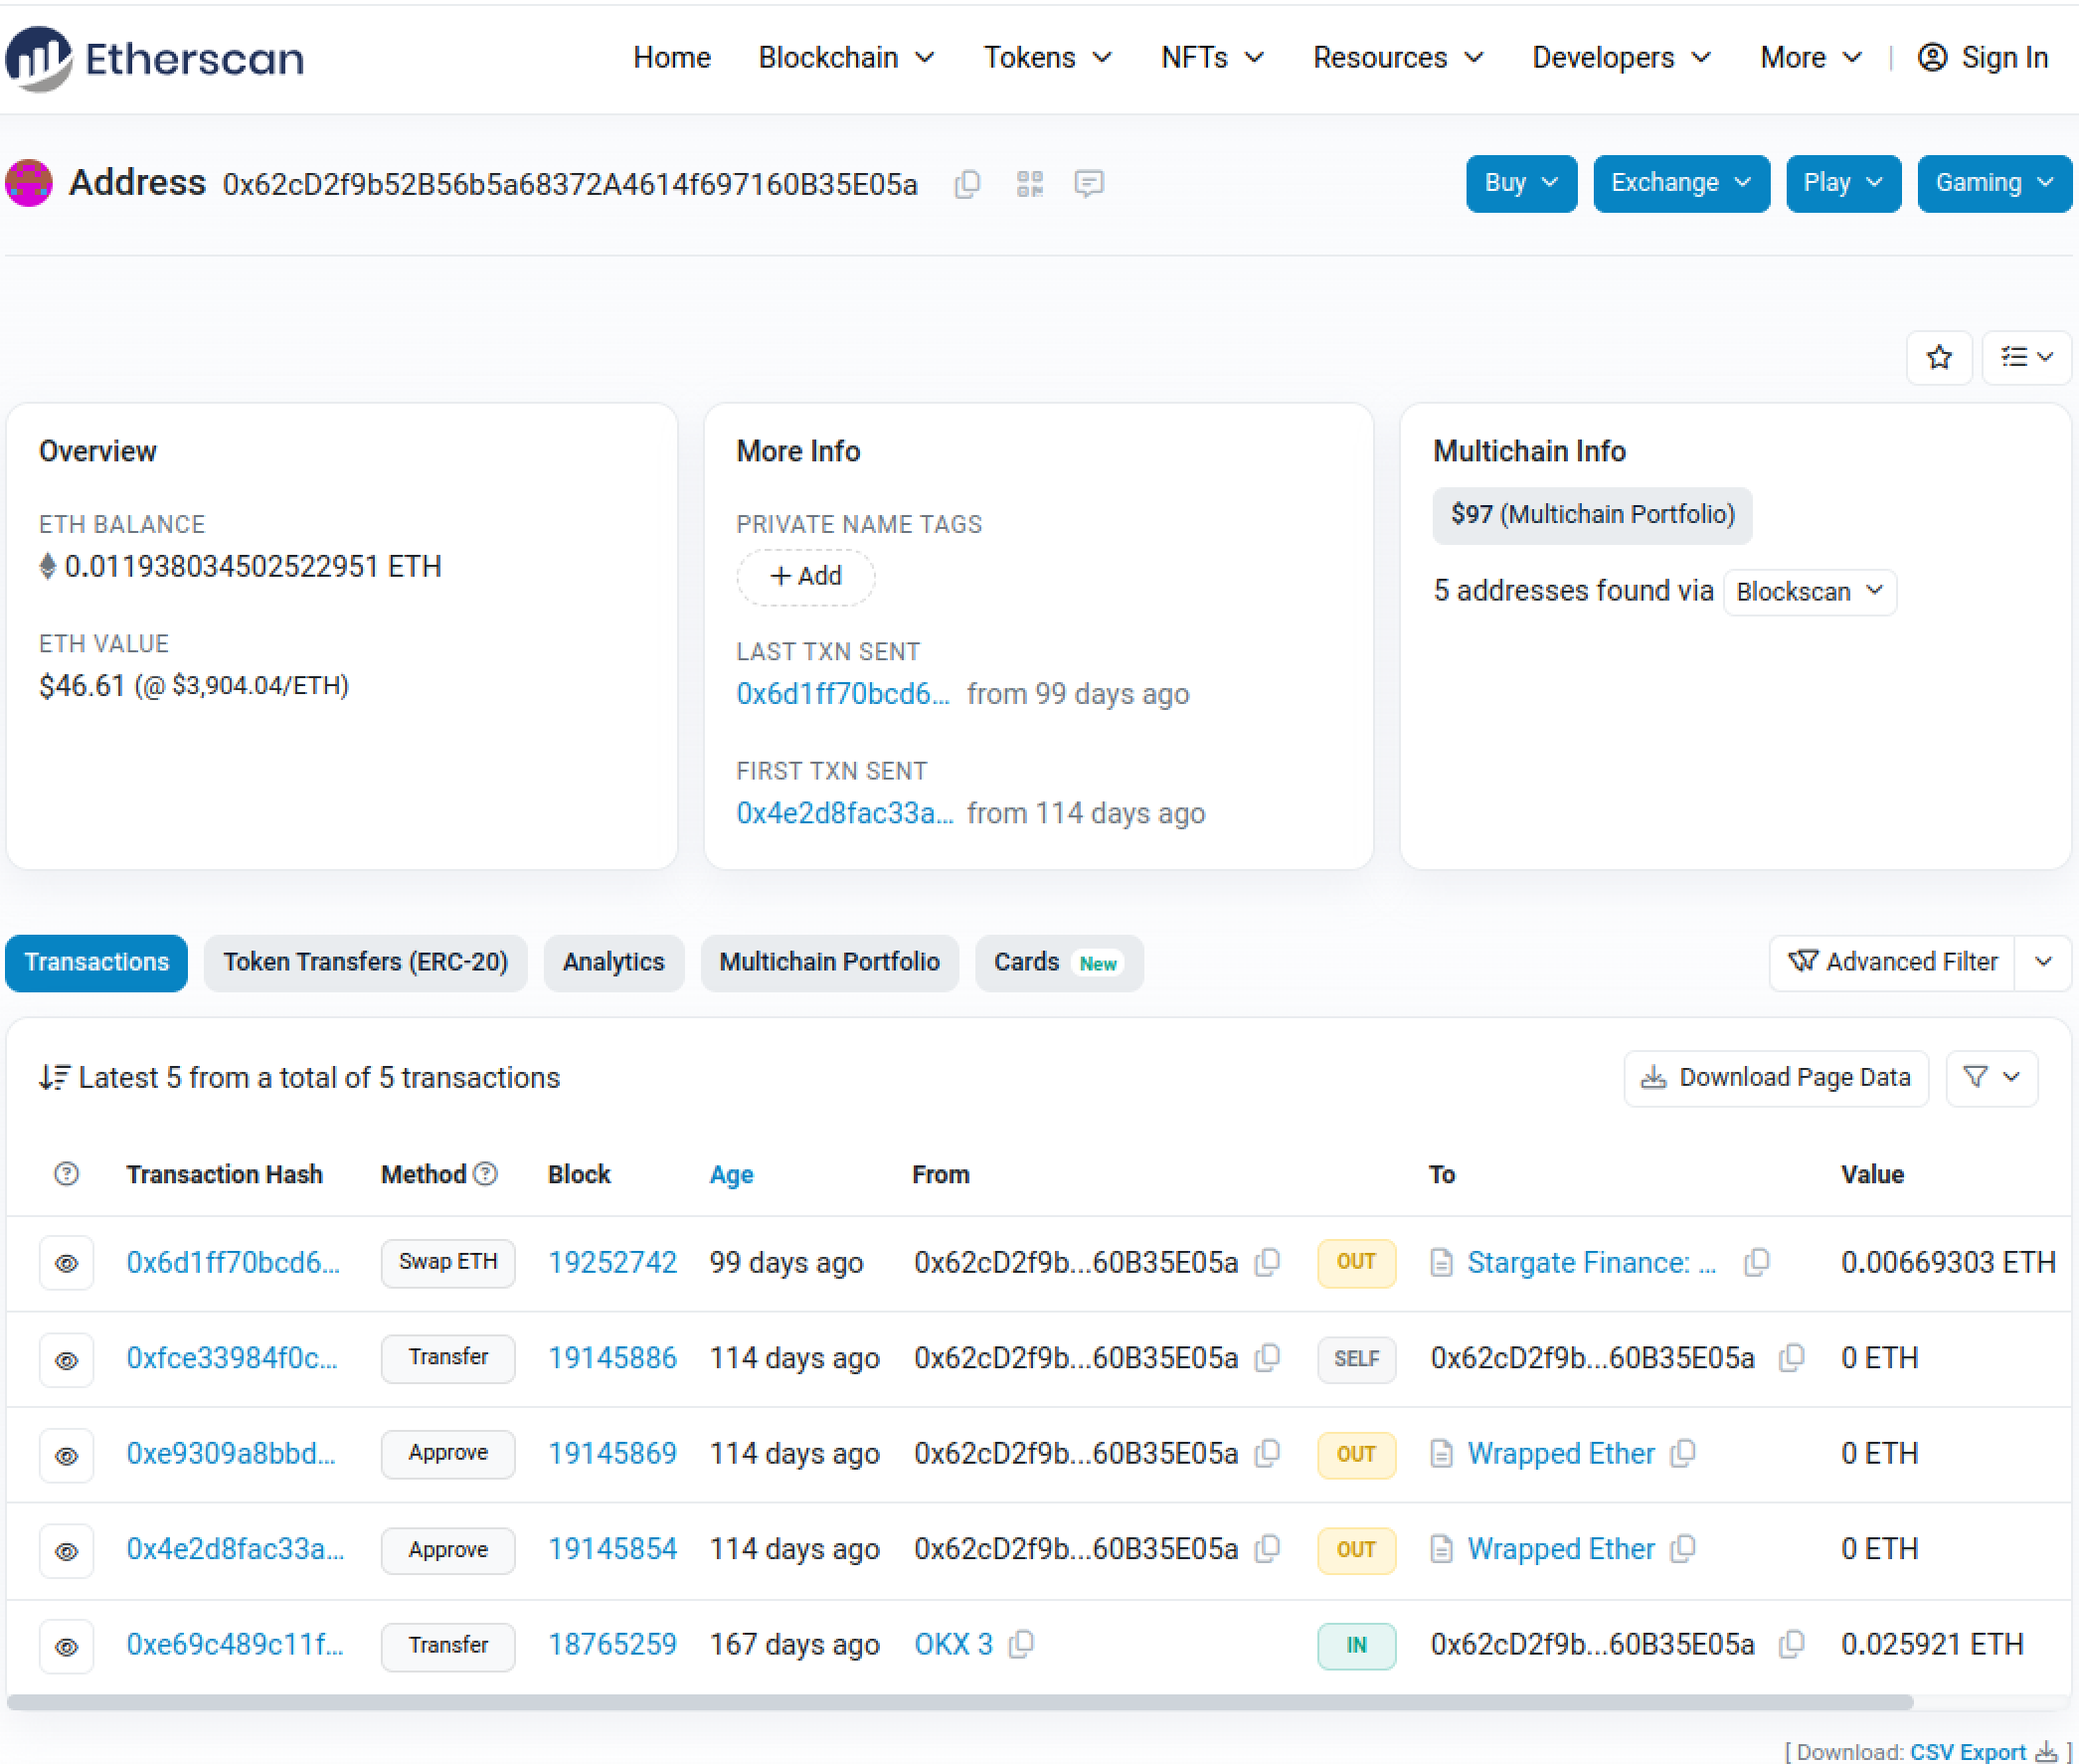 Etherscan
Home Blockchain Tokens NFTs Resources Developers More | Sign In
Address 0x62cD2f9b52B56b5a68372A4614f697160B35E05a
Buy Exchange Play Gaming
Overview
ETH BALANCE
0.011938034502522951 ETH
ETH VALUE
$46.61 (@ $3,904.04/ETH)
More Info
PRIVATE NAME TAGS
+ Add
LAST TXN SENT
0x6d1ff70bcd6... from 99 days ago
FIRST TXN SENT
0x4e2d8fac33a... from 114 days ago
Multichain Info
$97 (Multichain Portfolio)
5 addresses found via Blockscan
Transactions Token Transfers (ERC-20) Analytics Multichain Portfolio Cards New
Advanced Filter
Latest 5 from a total of 5 transactions
Download Page Data
Transaction Hash Method Block Age From To Value
0x6d1ff70bcd6... Swap ETH 19252742 99 days ago 0x62cD2f9b...60B35E05a OUT Stargate Finance: ... 0.00669303 ETH
0xfce33984f0c... Transfer 19145886 114 days ago 0x62cD2f9b...60B35E05a SELF 0x62cD2f9b...60B35E05a 0 ETH
0xe9309a8bbd... Approve 19145869 114 days ago 0x62cD2f9b...60B35E05a OUT Wrapped Ether 0 ETH
0x4e2d8fac33a... Approve 19145854 114 days ago 0x62cD2f9b...60B35E05a OUT Wrapped Ether 0 ETH
0xe69c489c11f... Transfer 18765259 167 days ago OKX 3 IN 0x62cD2f9b...60B35E05a 0.025921 ETH
[ Download: CSV Export ]